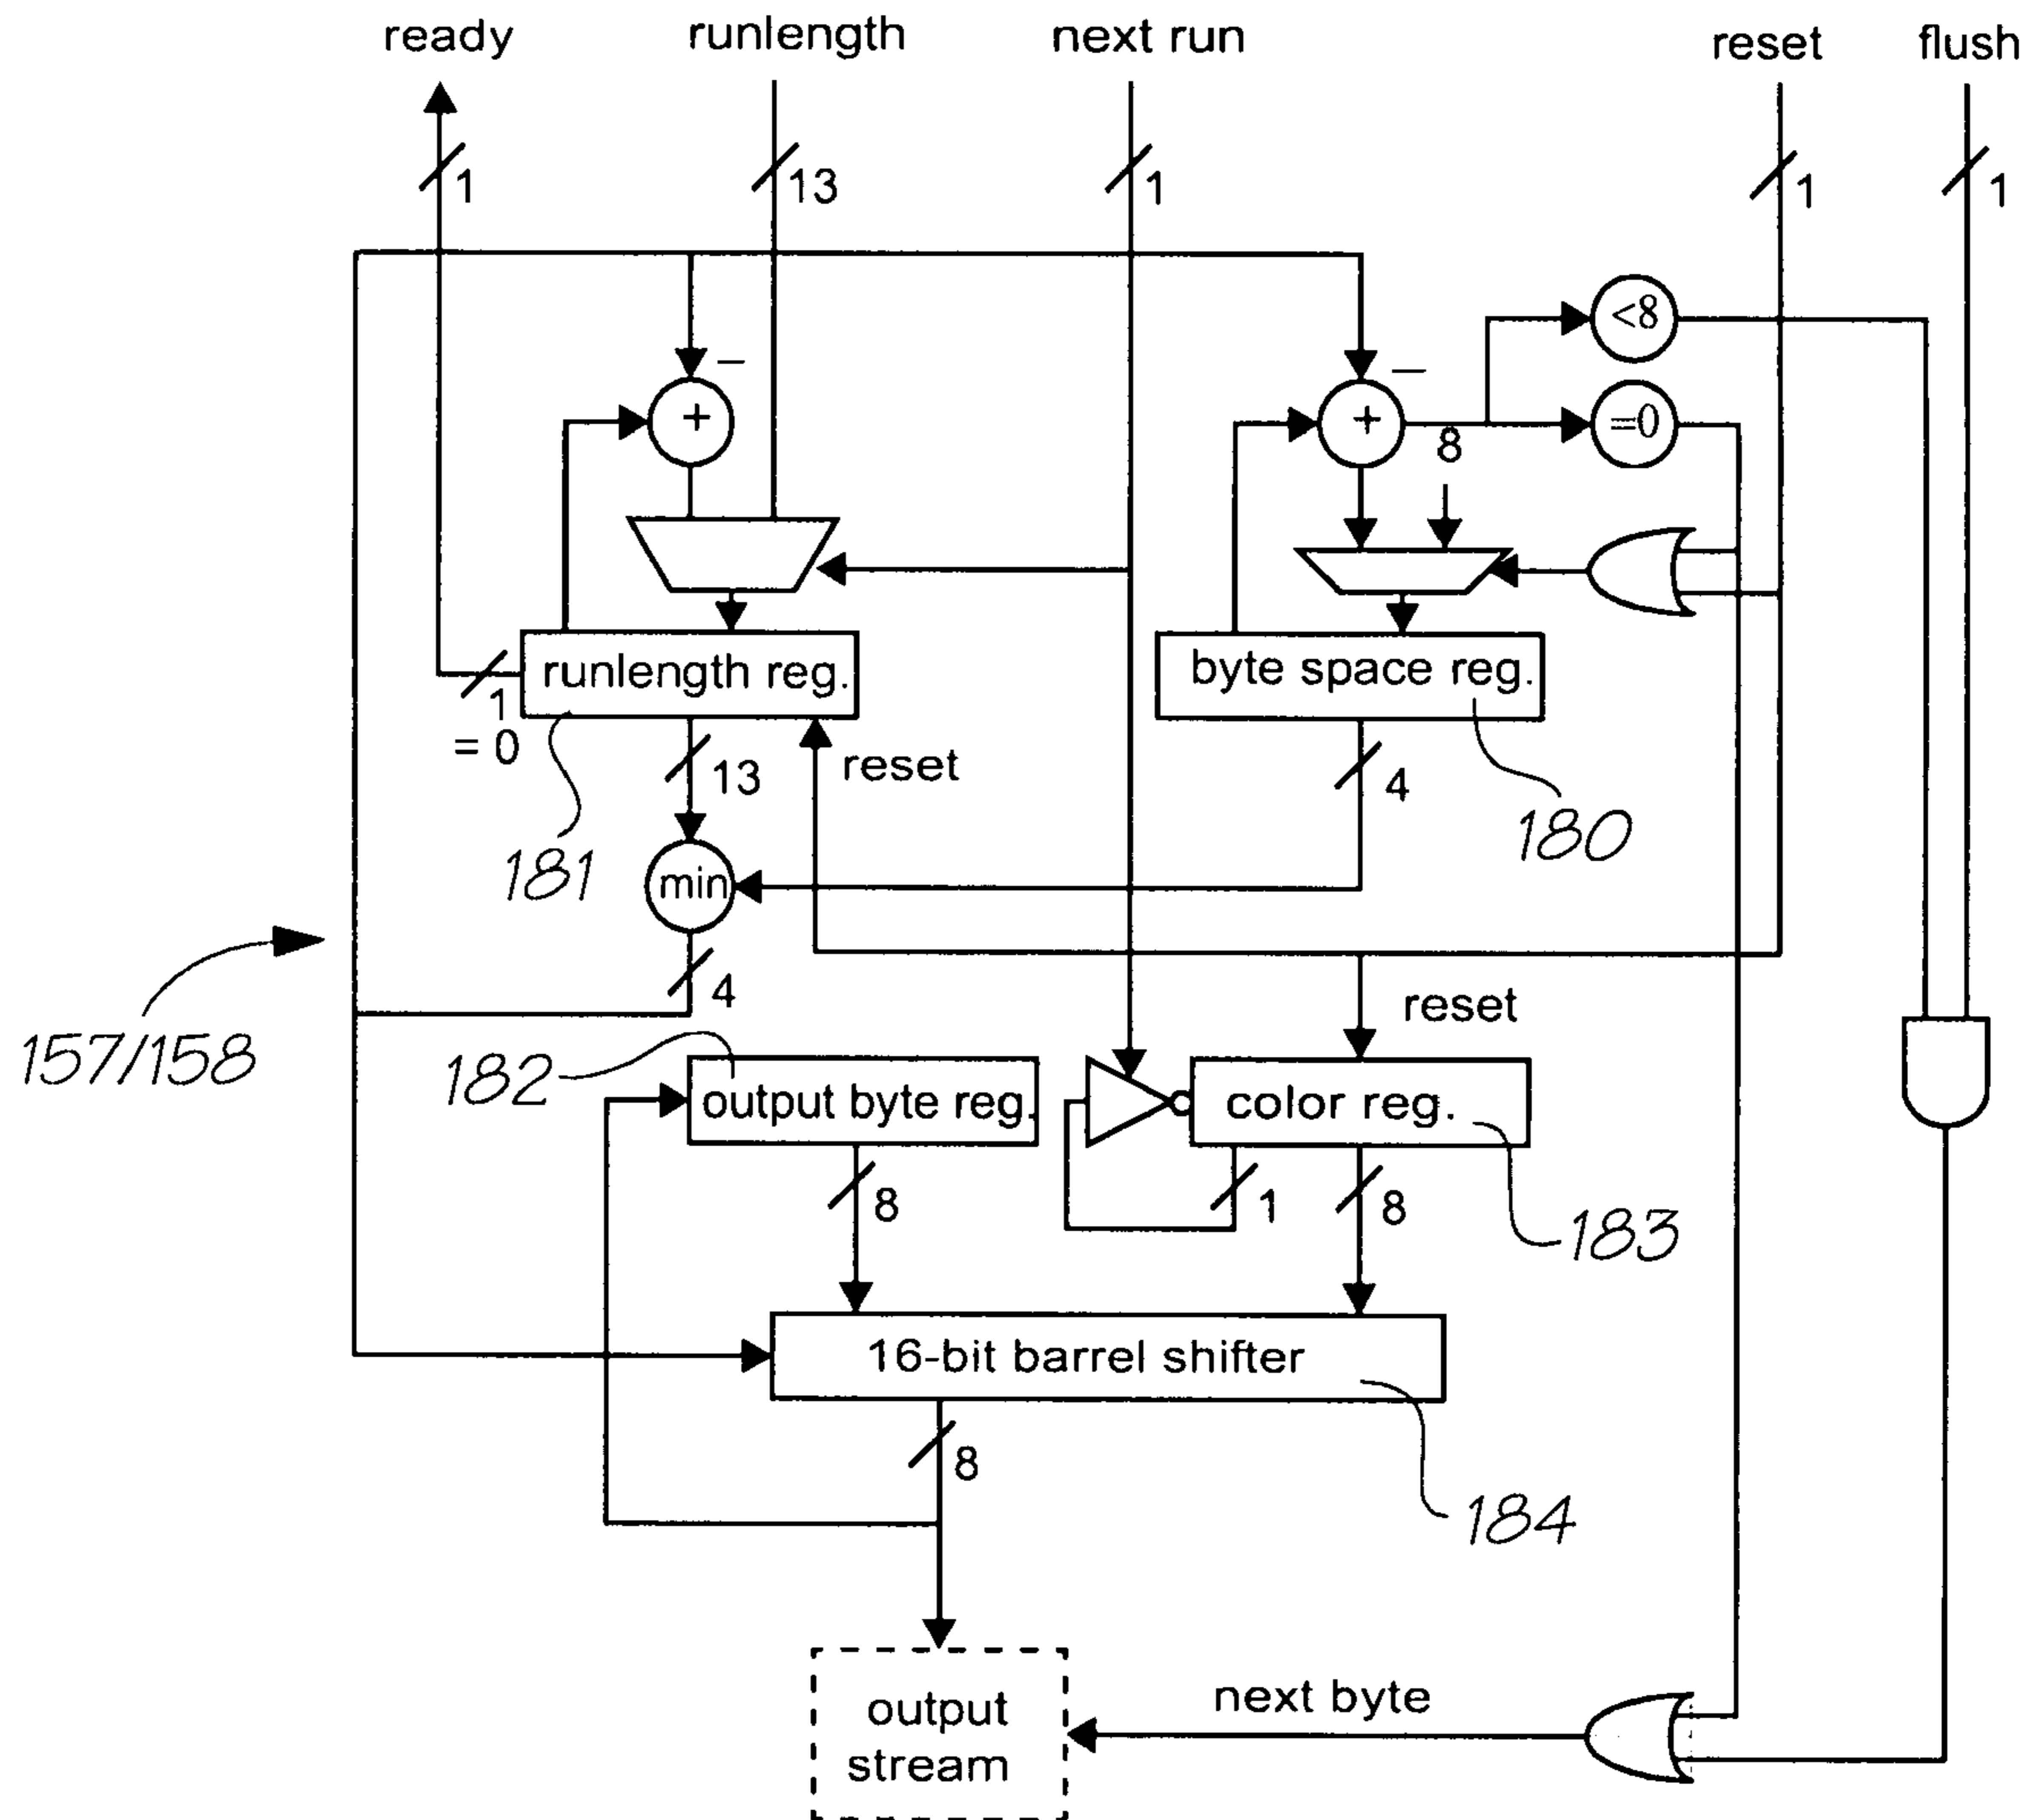 ready
runlength
next run
reset
flush
1
13
1
1
1
<8
–
–
+
+
=0
8
runlength reg.
byte space reg.
1
= 0
13
reset
4
180
181
min
4
reset
157/158
182
output byte reg.
color reg.
8
1
8
183
16-bit barrel shifter
8
184
next byte
output
stream